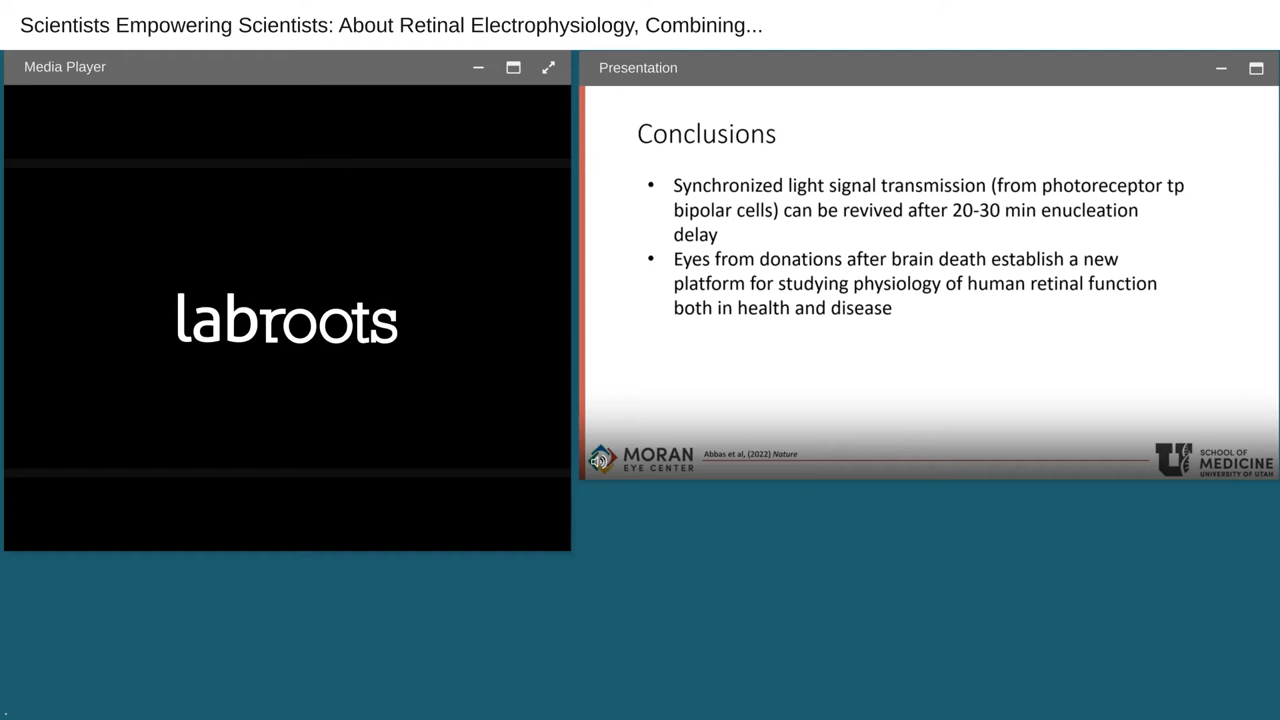 Scientists Empowering Scientists: About Retinal Electrophysiology, Combining...
Media Player
labroots
Presentation
Conclusions
• Synchronized light signal transmission (from photoreceptor tp
bipolar cells) can be revived after 20-30 min enucleation
delay
• Eyes from donations after brain death establish a new
platform for studying physiology of human retinal function
both in health and disease
MORAN
EYE CENTER
Abbas et al, (2022) Nature
SCHOOL OF
MEDICINE
UNIVERSITY OF UTAH